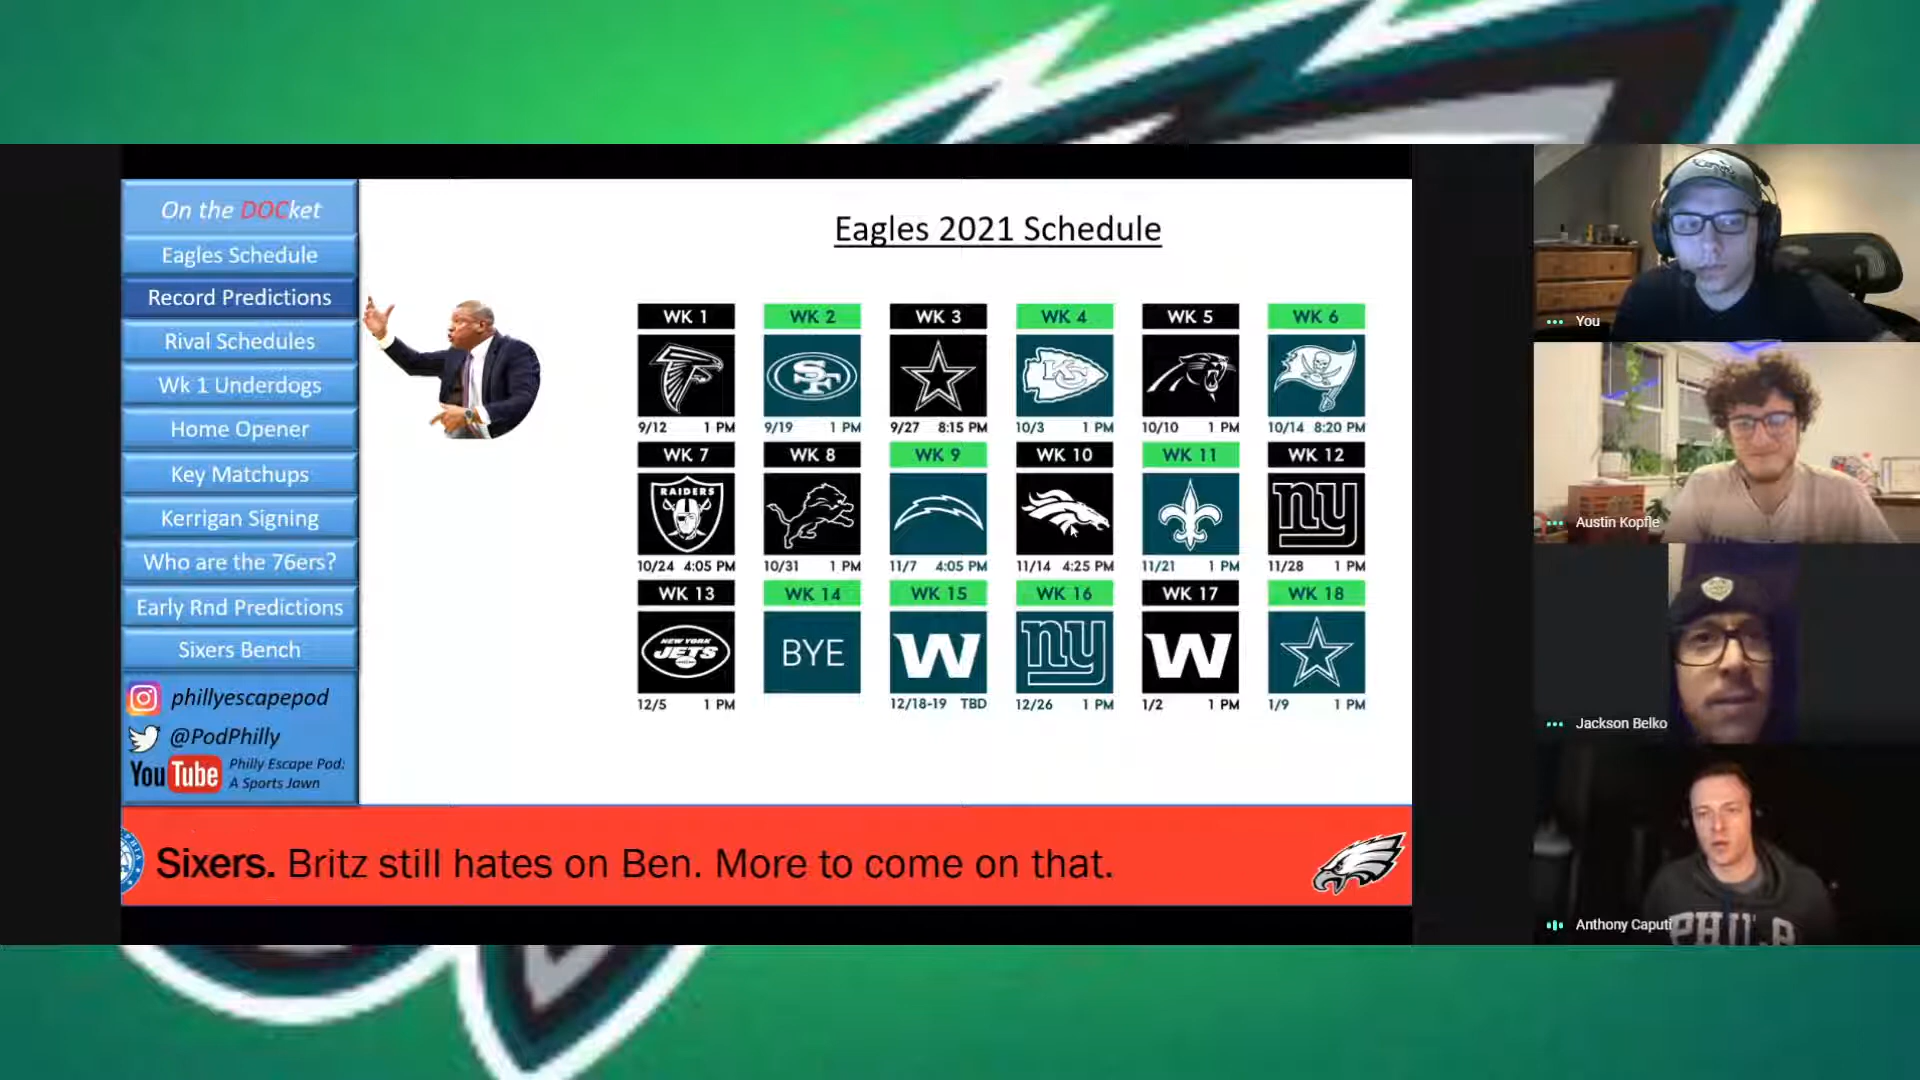 On the DOCket
Eagles Schedule
Record Predictions
Rival Schedules
Wk 1 Underdogs
Home Opener
Key Matchups
Kerrigan Signing
Who are the 76ers?
Early Rnd Predictions
Sixers Bench
phillyescapepod
@PodPhilly
YouTube Philly Escape Pod:
A Sports Jawn
Eagles 2021 Schedule
WK 1 WK 2 WK 3 WK 4 WK 5 WK 6
SF KC
9/12 1 PM 9/19 1 PM 9/27 8:15 PM 10/3 1 PM 10/10 1 PM 10/14 8:20 PM
WK 7 WK 8 WK 9 WK 10 WK 11 WK 12
RAIDERS ny
10/24 4:05 PM 10/31 1 PM 11/7 4:05 PM 11/14 4:25 PM 11/21 1 PM 11/28 1 PM
WK 13 WK 14 WK 15 WK 16 WK 17 WK 18
NEW YORK
JETS BYE W ny W
12/5 1 PM 12/18-19 TBD 12/26 1 PM 1/2 1 PM 1/9 1 PM
Sixers. Britz still hates on Ben. More to come on that.
You
Austin Kopfle
Jackson Belko
Anthony Caputi
PHILA